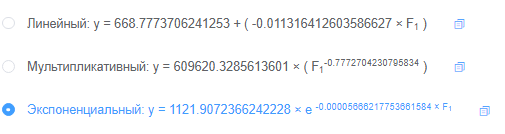 Линейный: y = 668.7773706241253 + ( -0.011316412603586627 × F₁ )
Мультипликативный: y = 609620.3285613601 × ( F₁^-0.7772704230795834 )
Экспоненциальный: y = 1121.9072366242228 × e^-0.00005666217753661584 × F₁